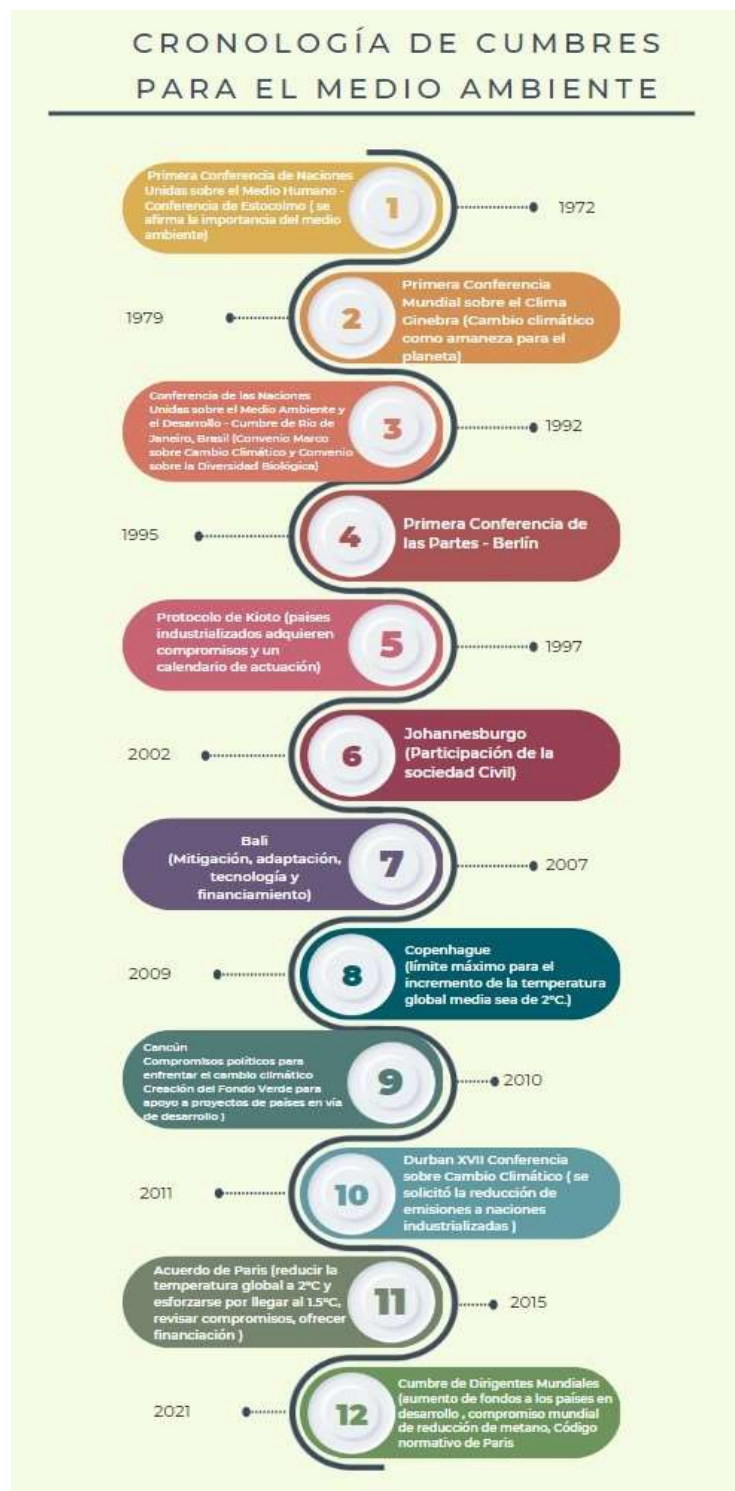 CRONOLOGÍA DE CUMBRES
PARA EL MEDIO AMBIENTE
Primera Conferencia de Naciones
Unidas sobre el Medio Humano -
Conferencia de Estocolmo ( se
afirma la importancia del medio
ambiente)
1
1972
1979
2
Primera Conferencia
Mundial sobre el Clima
Ginebra (Cambio climático
como amaneza para el
planeta)
Conferencia de las Naciones
Unidas sobre el Medio Ambiente y
el Desarrollo - Cumbre de Río de
Janeiro, Brasil (Convenio Marco
sobre Cambio Climático y Convenio
sobre la Diversidad Biológica)
3
1992
1995
4
Primera Conferencia de
las Partes - Berlín
Protocolo de Kioto (paises
industrializados adquieren
compromisos y un
calendario de actuación)
5
1997
2002
6
Johannesburgo
(Participación de la
sociedad Civil)
Bali
(Mitigación, adaptación,
tecnología y
financiamiento)
7
2007
2009
8
Copenhague
(límite máximo para el
incremento de la temperatura
global media sea de 2°C.)
Cancún
Compromisos políticos para
enfrentar el cambio climático
Creación del Fondo Verde para
apoyo a proyectos de países en vía
de desarrollo )
9
2010
2011
10
Durban XVII Conferencia
sobre Cambio Climático ( se
solicitó la reducción de
emisiones a naciones
industrializadas )
Acuerdo de Paris (reducir la
temperatura global a 2°C y
esforzarse por llegar al 1.5°C,
revisar compromisos, ofrecer
financiación )
11
2015
2021
12
Cumbre de Dirigentes Mundiales
(aumento de fondos a los países en
desarrollo , compromiso mundial
de reducción de metano, Código
normativo de Paris